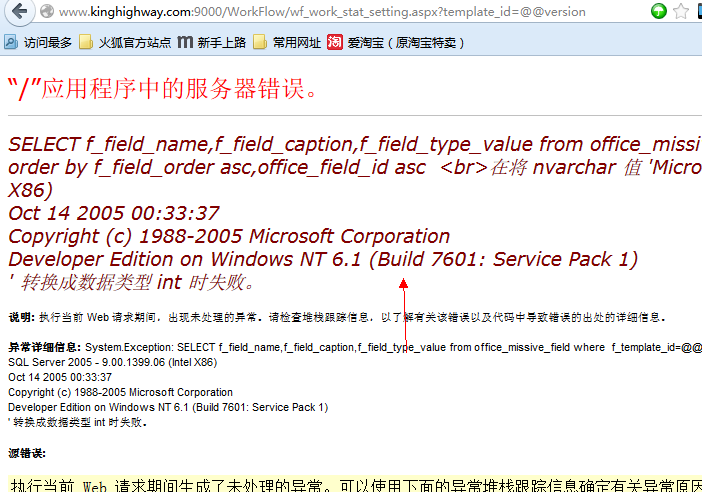 www.kinghighway.com:9000/WorkFlow/wf_work_stat_setting.aspx?template_id=@@version
访问最多 火狐官方站点 新手上路 常用网址 淘 爱淘宝（原淘宝特卖）
“/”应用程序中的服务器错误。
SELECT f_field_name,f_field_caption,f_field_type_value from office_missi
order by f_field_order asc,office_field_id asc <br>在将 nvarchar 值 'Micro
X86)
Oct 14 2005 00:33:37
Copyright (c) 1988-2005 Microsoft Corporation
Developer Edition on Windows NT 6.1 (Build 7601: Service Pack 1)
' 转换成数据类型 int 时失败。
说明: 执行当前 Web 请求期间，出现未处理的异常。请检查堆栈跟踪信息，以了解有关该错误以及代码中导致错误的出处的详细信息。
异常详细信息: System.Exception: SELECT f_field_name,f_field_caption,f_field_type_value from office_missive_field where f_template_id=@@
SQL Server 2005 - 9.00.1399.06 (Intel X86)
Oct 14 2005 00:33:37
Copyright (c) 1988-2005 Microsoft Corporation
Developer Edition on Windows NT 6.1 (Build 7601: Service Pack 1)
' 转换成数据类型 int 时失败。
源错误:
执行当前 Web 请求期间生成了未处理的异常。可以使用下面的异常堆栈跟踪信息确定有关异常原因